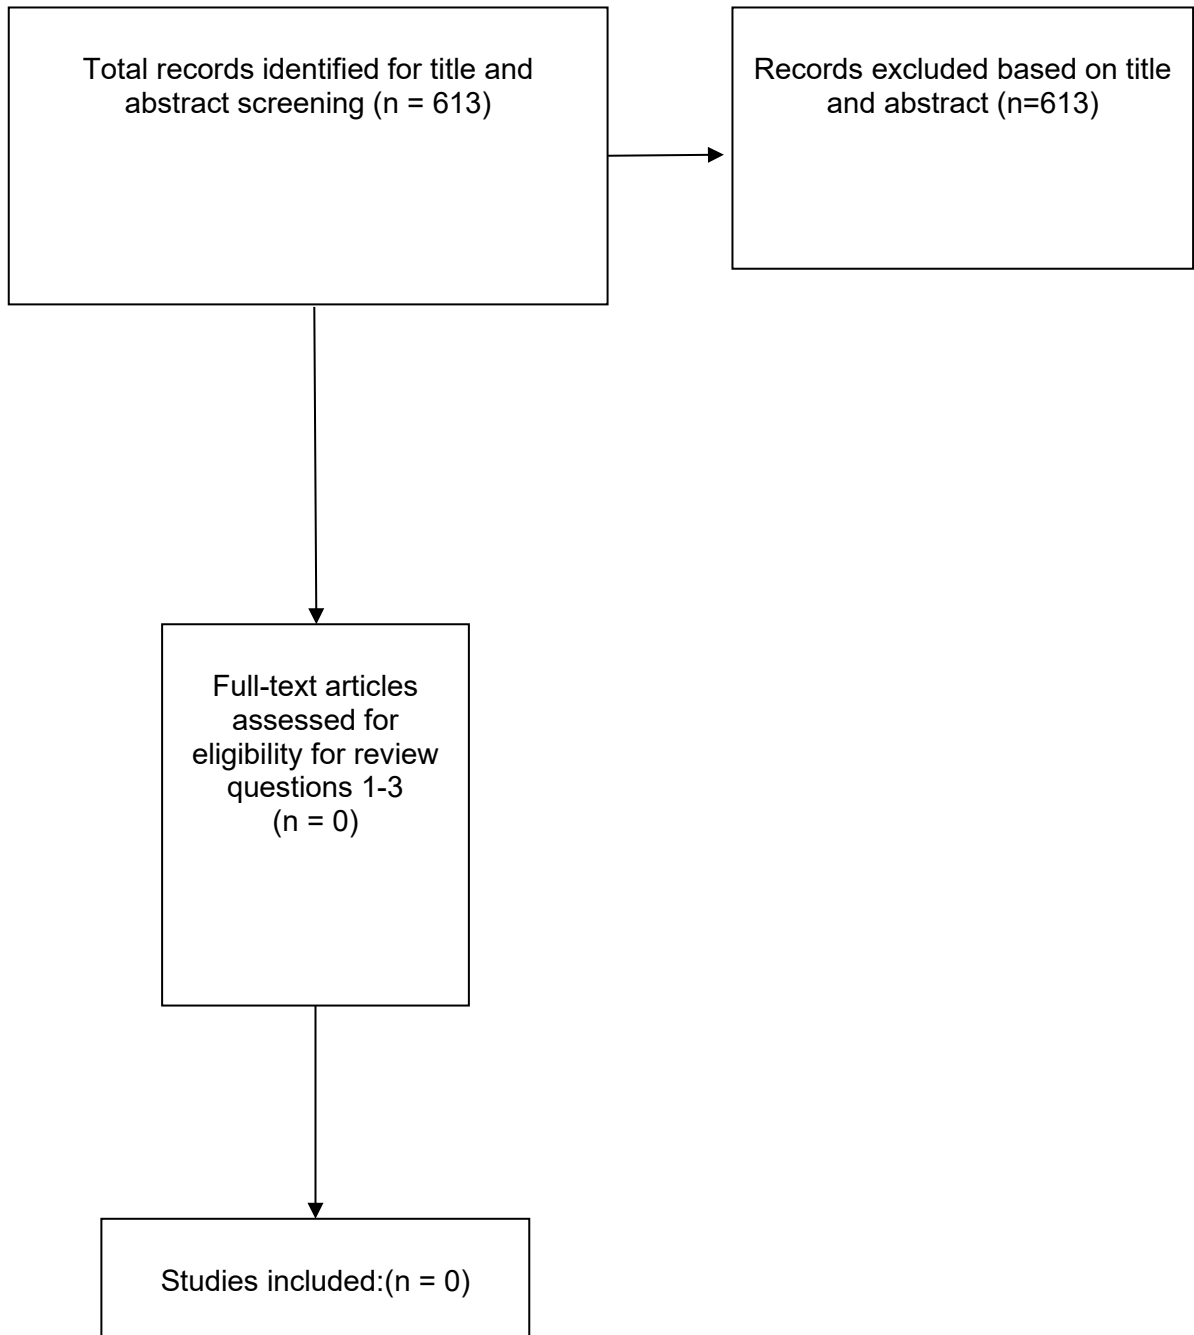 Total records identified for title and
abstract screening (n = 613)
Records excluded based on title
and abstract (n=613)
Full-text articles
assessed for
eligibility for review
questions 1-3
(n = 0)
Studies included:(n = 0)